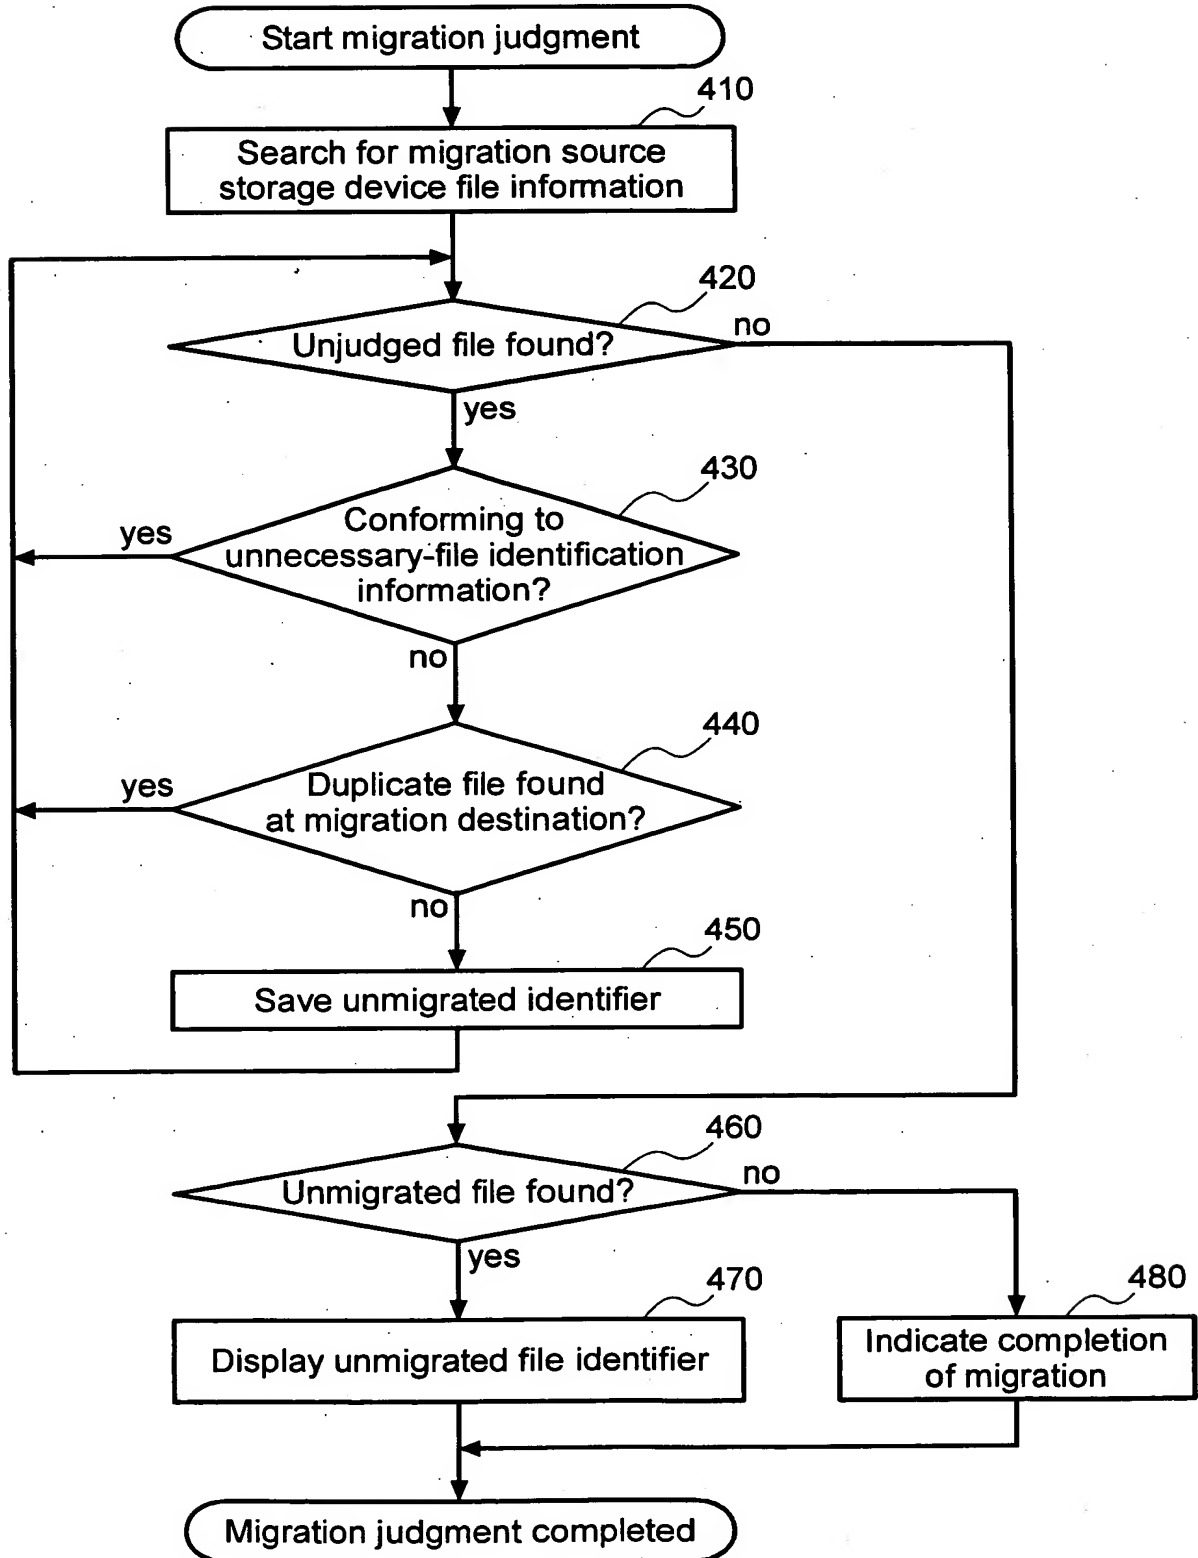 Start migration judgment
410
Search for migration source
storage device file information
420
Unjudged file found?
no
yes
430
Conforming to
unnecessary-file identification
information?
yes
no
440
Duplicate file found
at migration destination?
yes
no
450
Save unmigrated identifier
460
Unmigrated file found?
no
yes
470
Display unmigrated file identifier
480
Indicate completion
of migration
Migration judgment completed